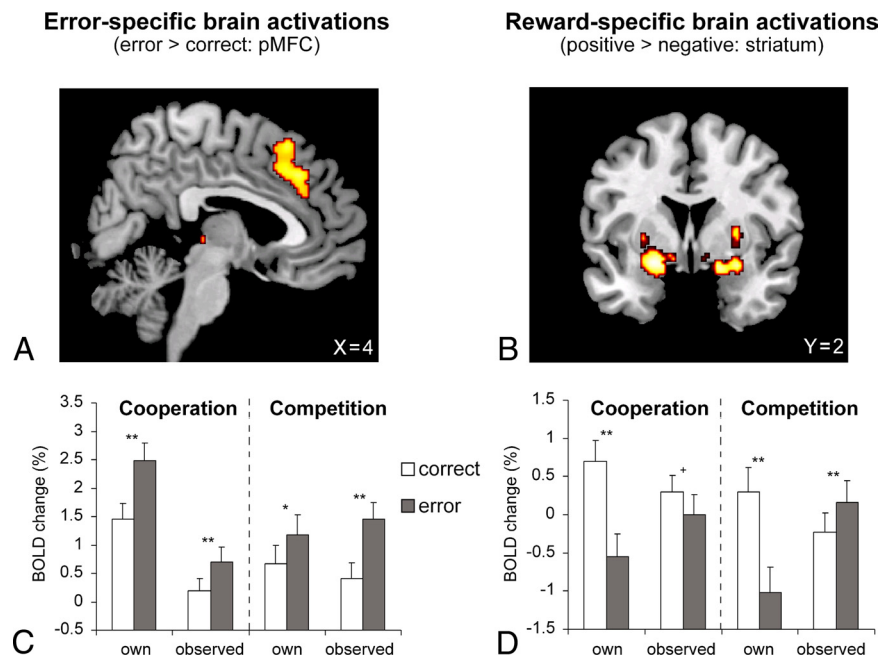 Error-specific brain activations
(error > correct: pMFC)
Reward-specific brain activations
(positive > negative: striatum)
A
X=4
B
Y=2
Cooperation
Competition
BOLD change (%)
3.5
3
2.5
2
1.5
1
0.5
0
-0.5
**
**
*
**
own
observed
own
observed
C
correct
error
Cooperation
Competition
BOLD change (%)
1.5
1
0.5
0
-0.5
-1
-1.5
**
+
**
**
own
observed
own
observed
D